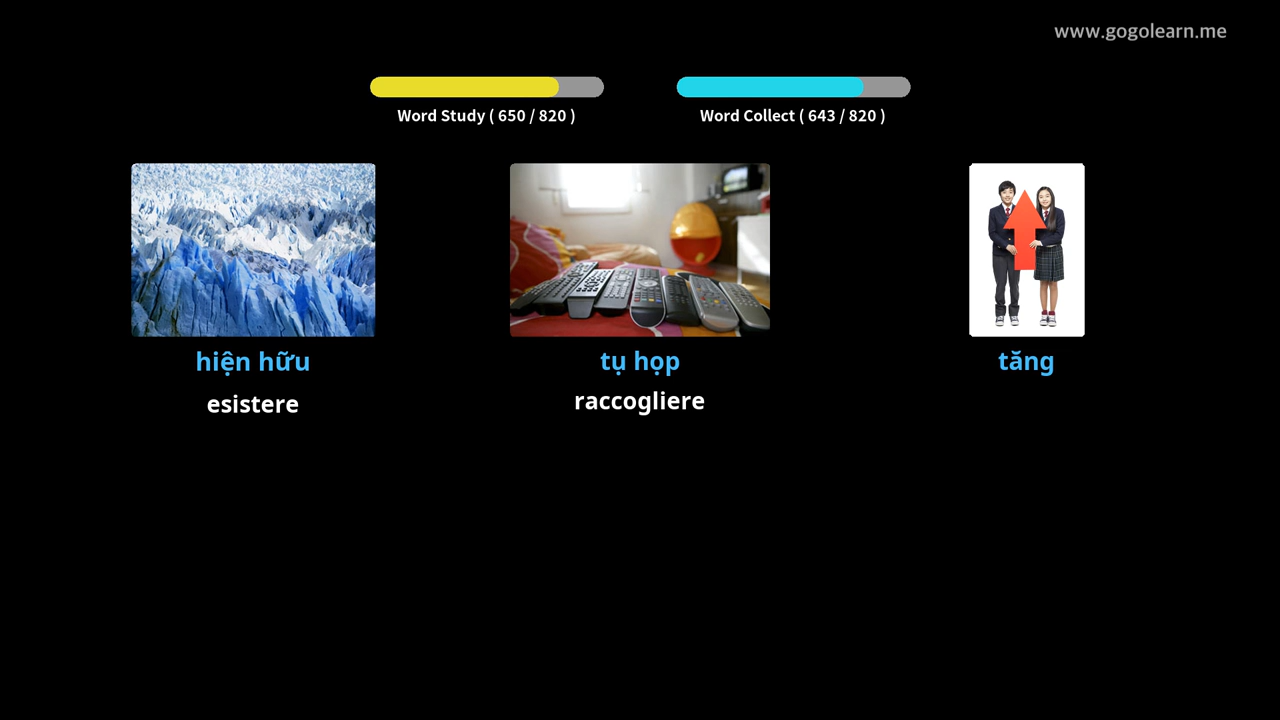 www.gogolearn.me
Word Study ( 650 / 820 )
Word Collect ( 643 / 820 )
hiện hữu
esistere
tụ họp
raccogliere
tăng